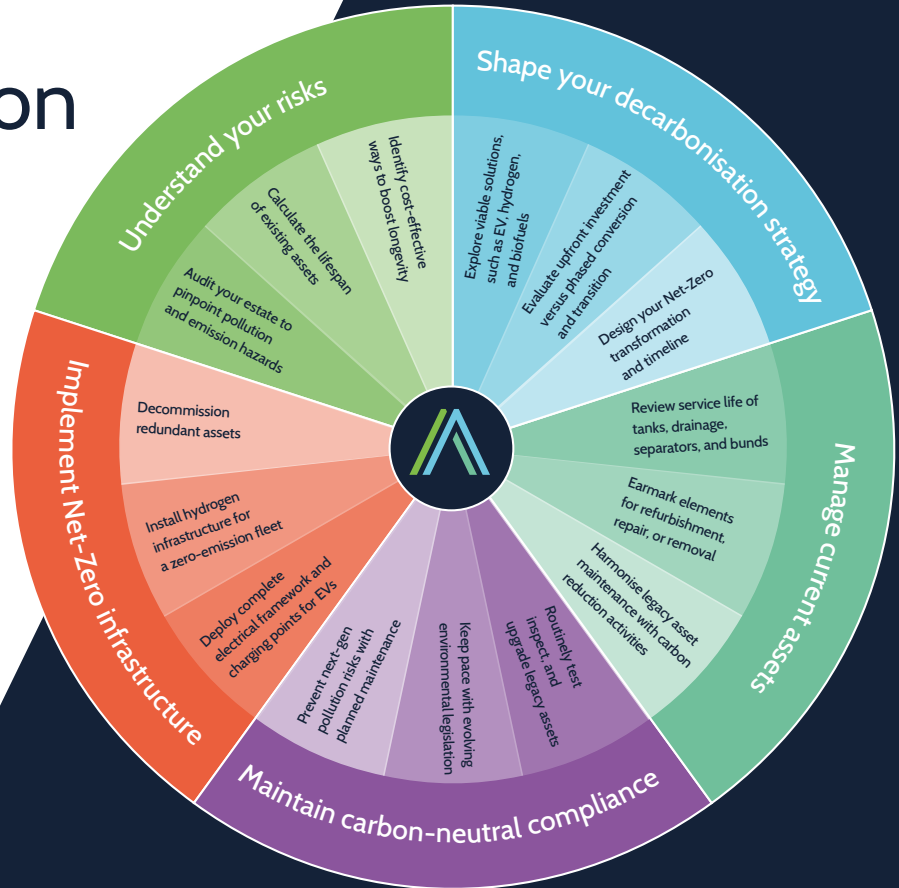 on
Understand your risks
Audit your estate to
pinpoint pollution
and emission hazards
Calculate the lifespan
of existing assets
Identify cost-effective
ways to boost longevity
Shape your decarbonisation strategy
Explore viable solutions,
such as EV, hydrogen,
and biofuels
Evaluate upfront investment
versus phased conversion
and transition
Design your Net-Zero
transformation
and timeline
Manage current assets
Review service life of
tanks, drainage,
separators, and bunds
Earmark elements
for refurbishment,
repair, or removal
Harmonise legacy asset
maintenance with carbon
reduction activities
Maintain carbon-neutral compliance
Routinely test
inspect, and
upgrade legacy assets
Keep pace with evolving
environmental legislation
Prevent next-gen
pollution risks with
planned maintenance
Implement Net-Zero infrastructure
Deploy complete
electrical framework and
charging points for EVs
Install hydrogen
infrastructure for
a zero-emission fleet
Decommission
redundant assets